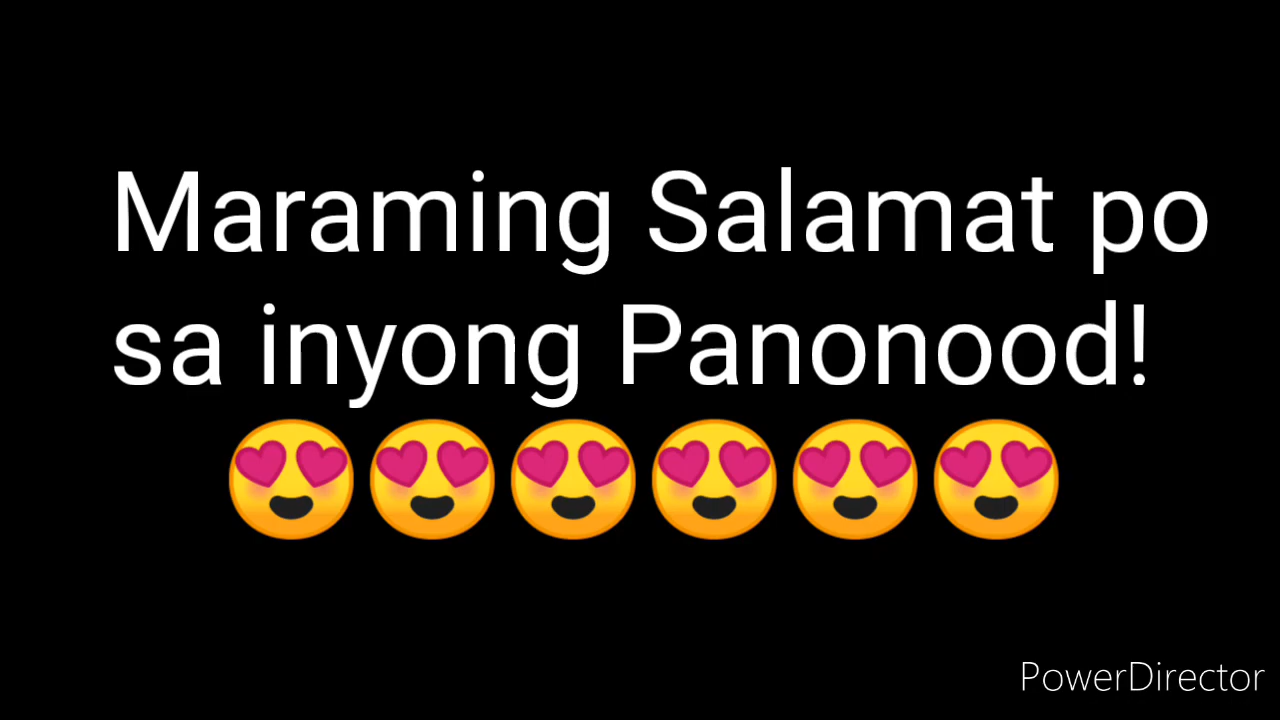 Maraming Salamat po
sa inyong Panonood!
😍😍😍😍😍😍
PowerDirector